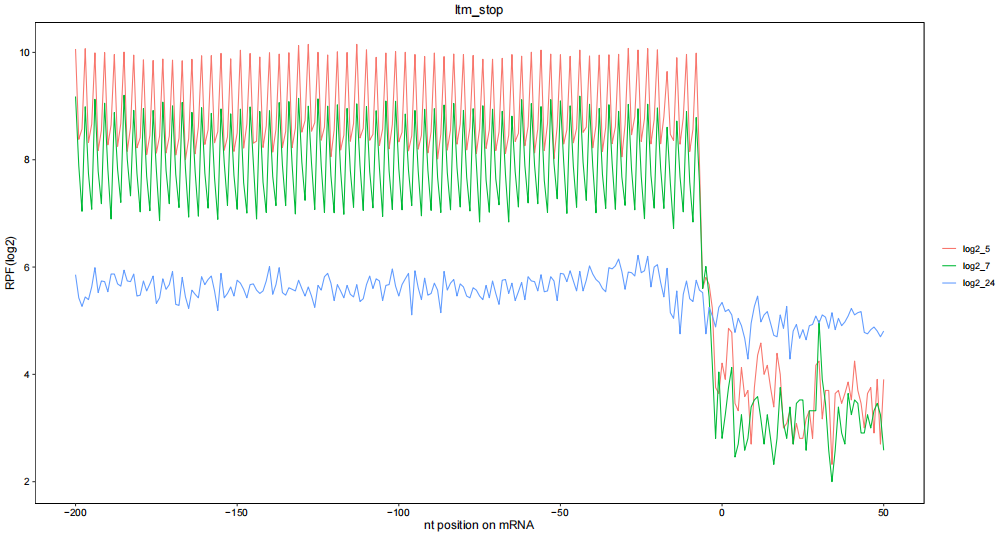 ltm_stop
RPF(log2)
10
8
6
4
2
−200
−150
−100
−50
0
50
nt position on mRNA
log2_5
log2_7
log2_24